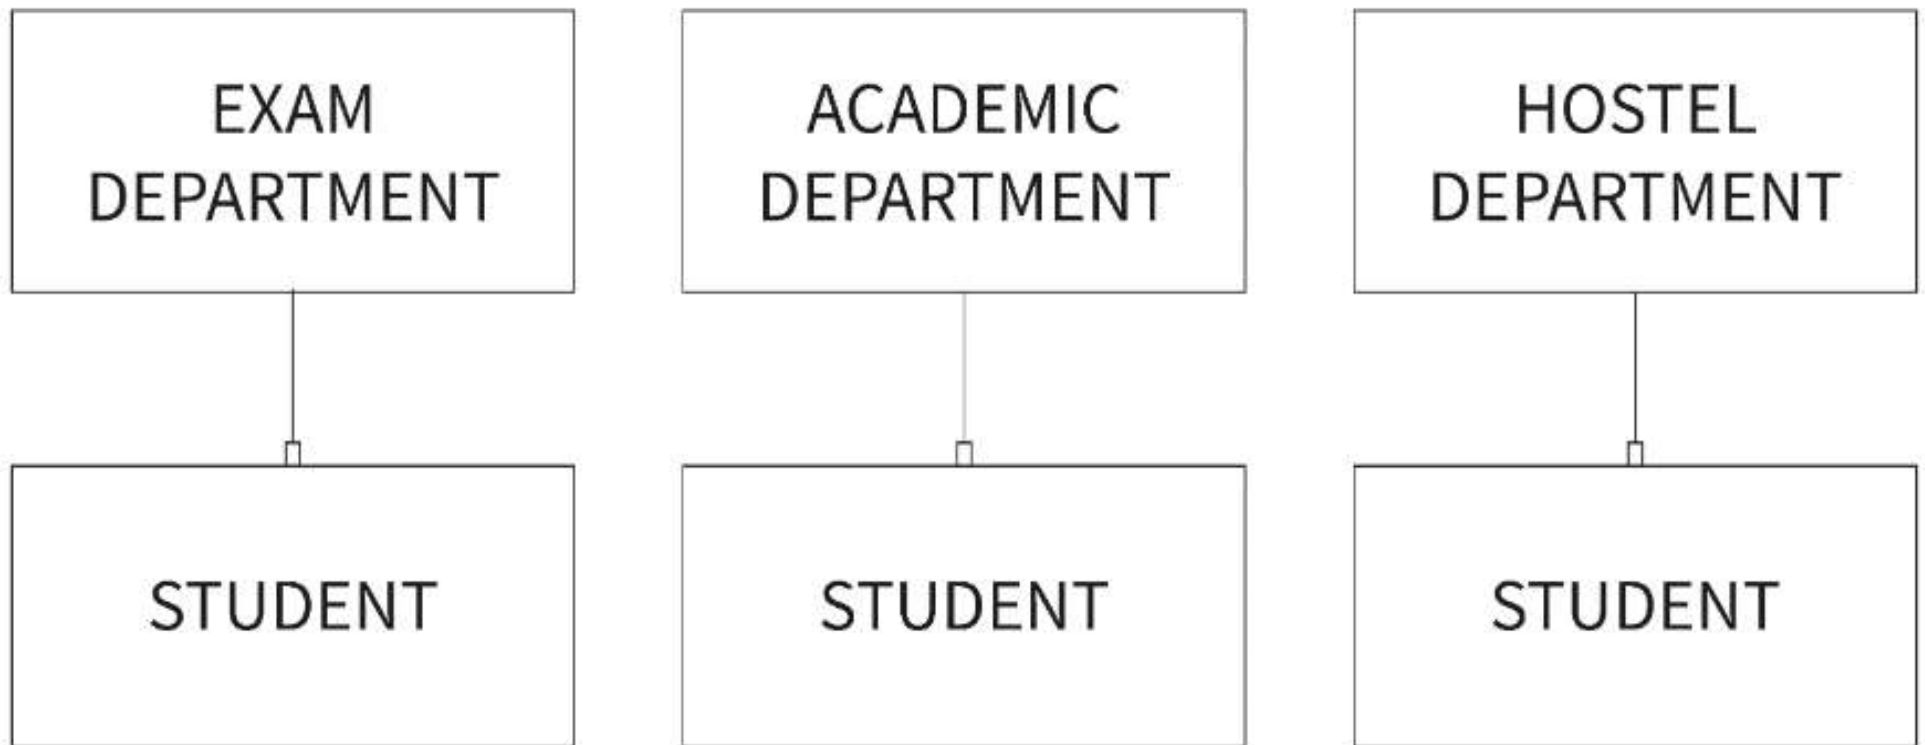 EXAM
DEPARTMENT
ACADEMIC
DEPARTMENT
HOSTEL
DEPARTMENT
STUDENT
STUDENT
STUDENT